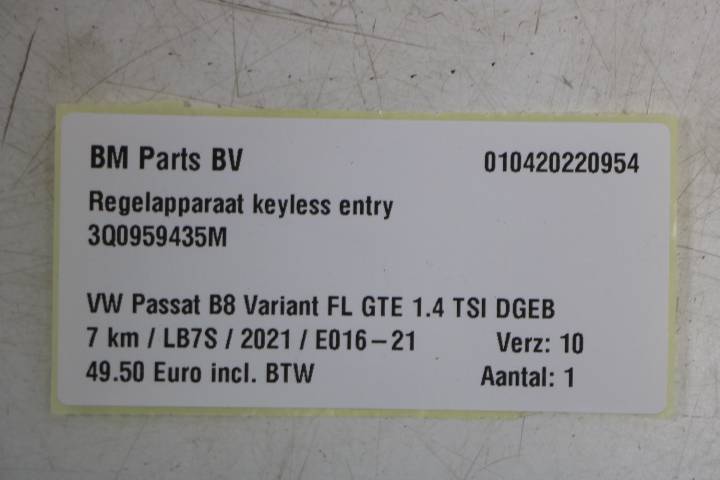 BM Parts BV 010420220954
Regelapparaat keyless entry
3Q0959435M
VW Passat B8 Variant FL GTE 1.4 TSI DGEB
7 km / LB7S / 2021 / E016-21 Verz: 10
49.50 Euro incl. BTW Aantal: 1